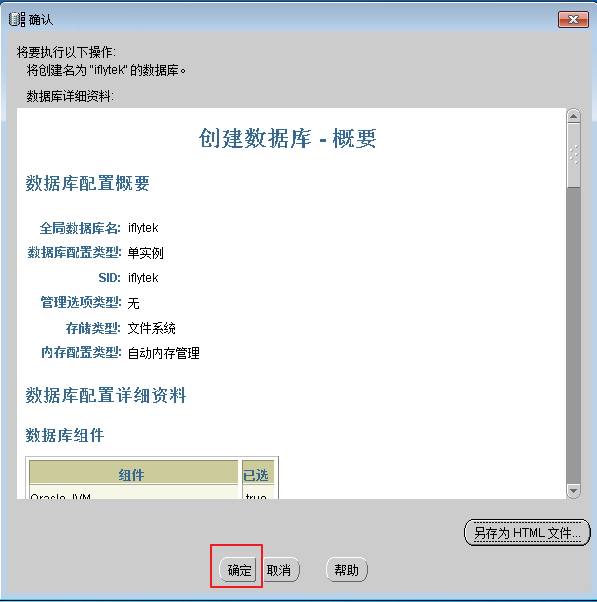 确认
将要执行以下操作:
将创建名为 "iflytek" 的数据库。
数据库详细资料:
创建数据库 - 概要
数据库配置概要
全局数据库名: iflytek
数据库配置类型: 单实例
SID: iflytek
管理选项类型: 无
存储类型: 文件系统
内存配置类型: 自动内存管理
数据库配置详细资料
数据库组件
组件 已选
Oracle JVM true
另存为 HTML 文件...
确定 取消 帮助